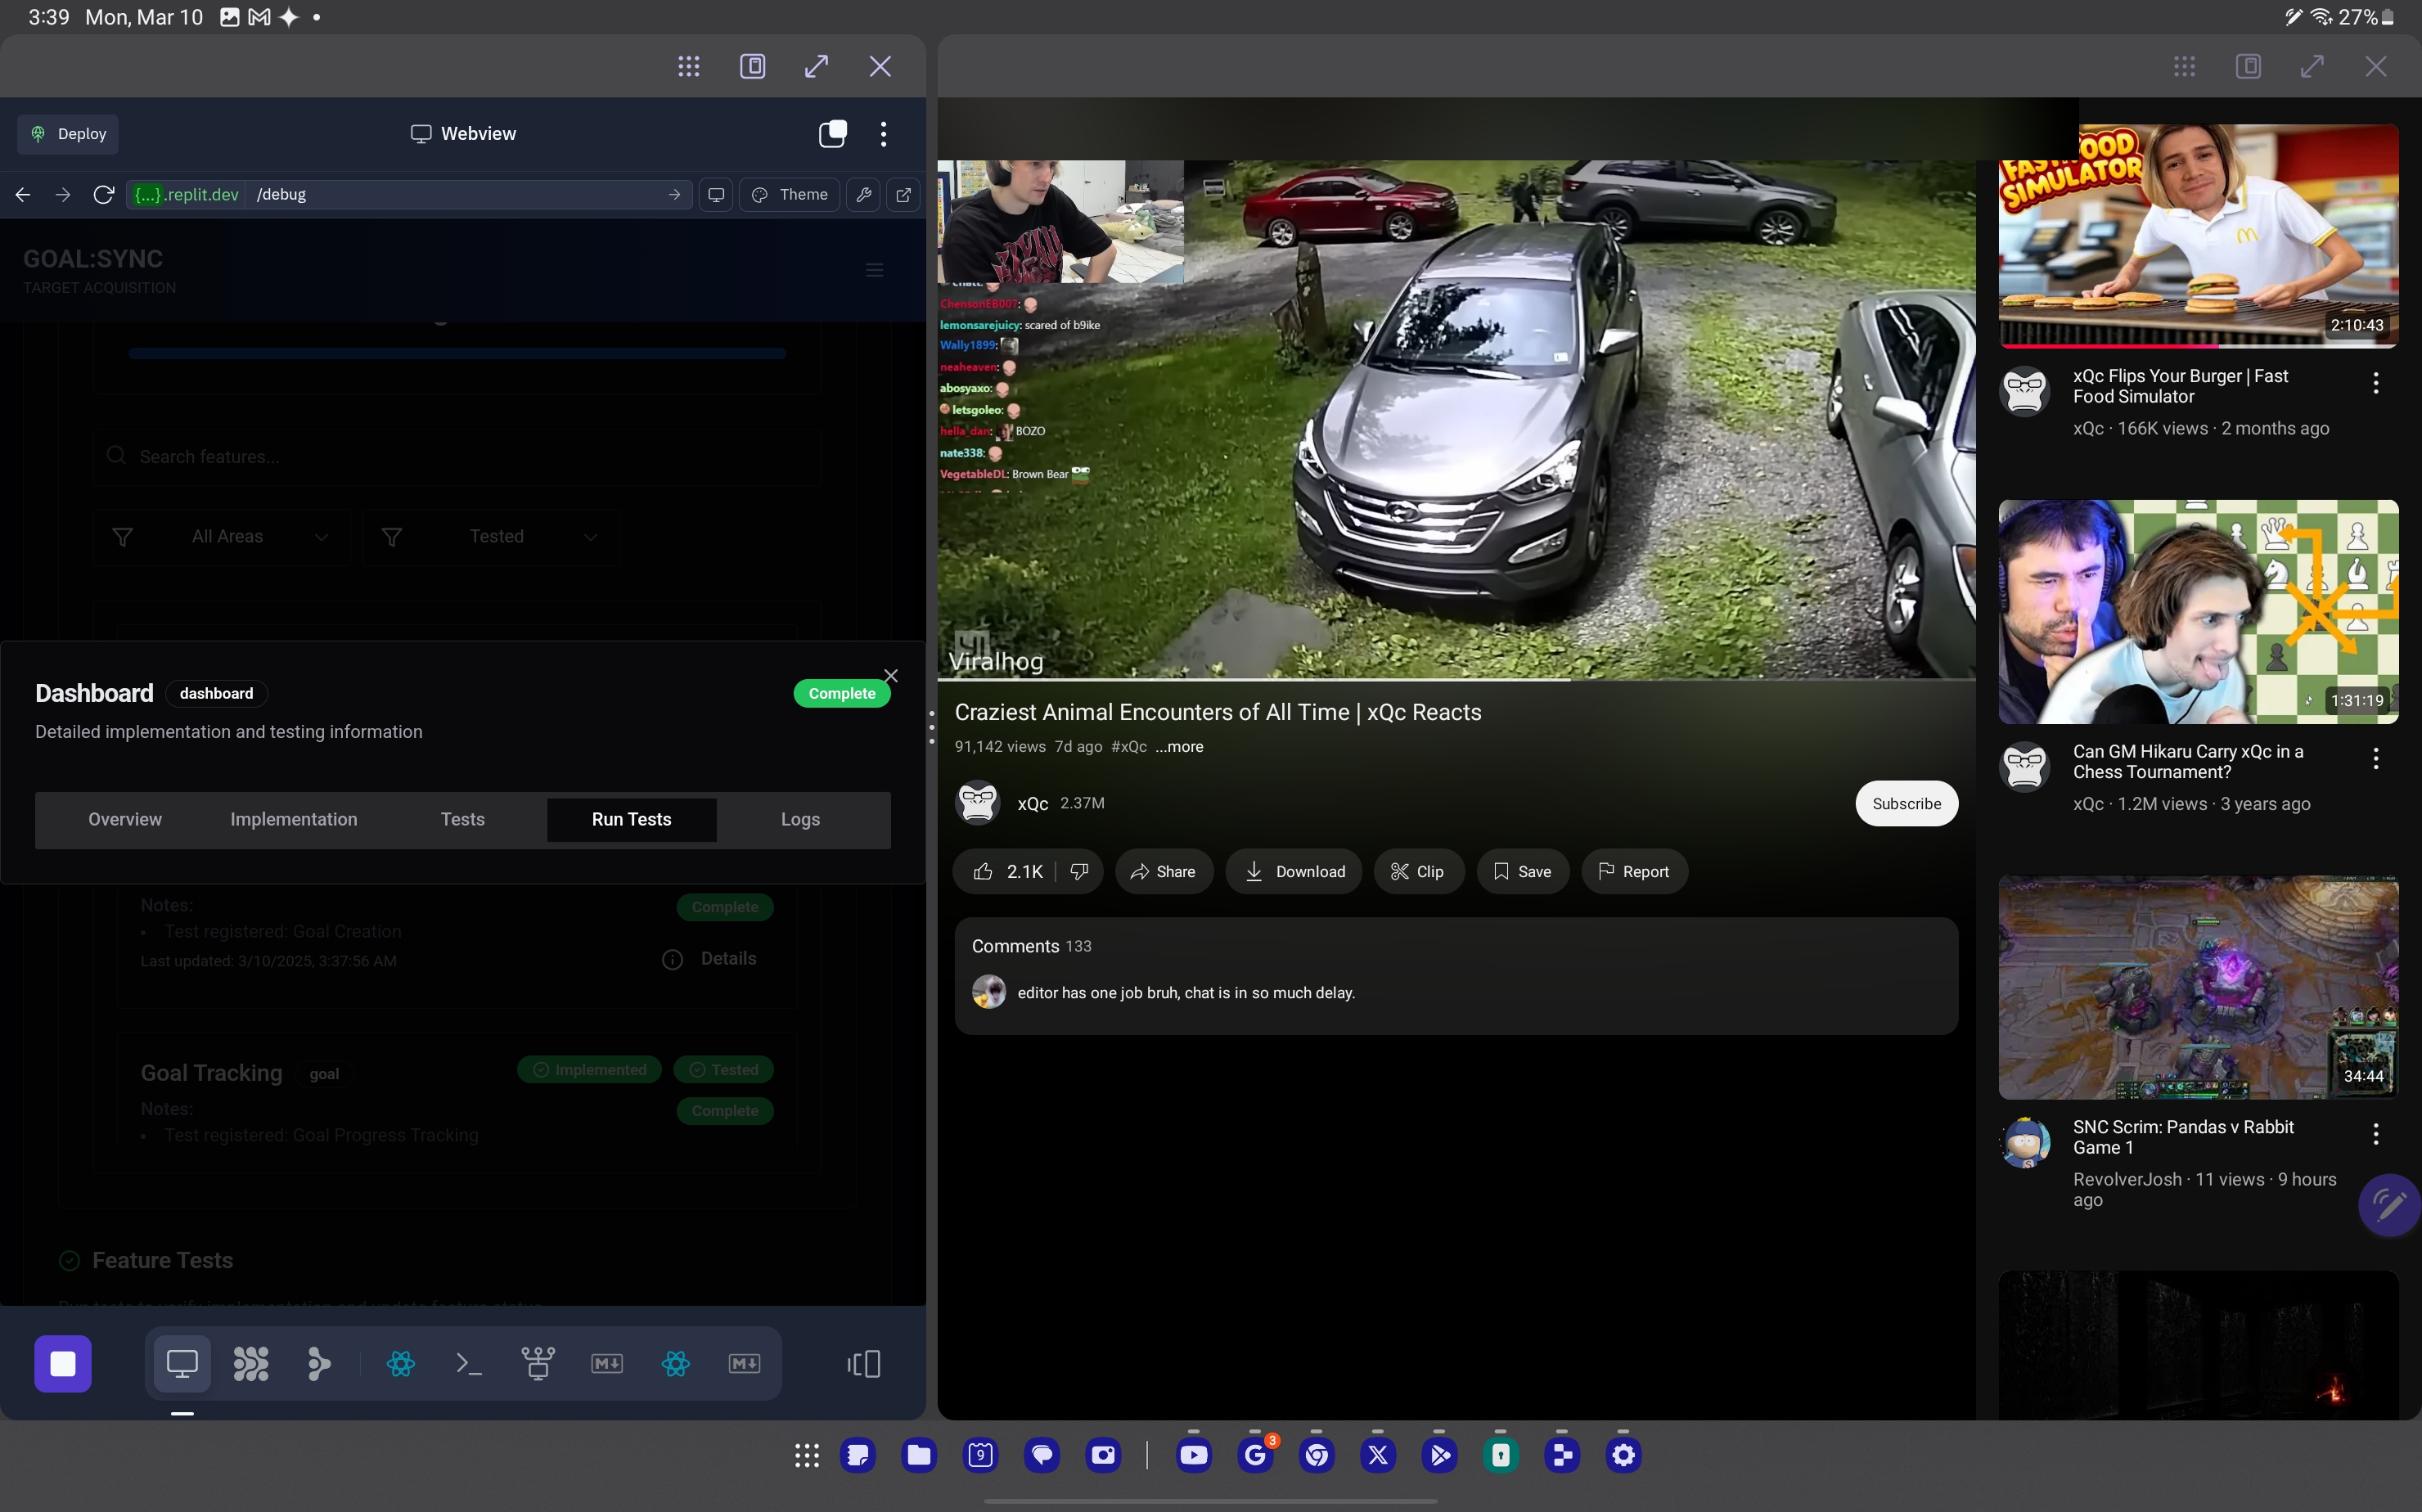 3:39 Mon, Mar 10
27%
Deploy
Webview
{...}.replit.dev /debug
Theme
GOAL:SYNC
TARGET ACQUISITION
Search features...
All Areas
Tested
Dashboard dashboard
Complete
Detailed implementation and testing information
Overview Implementation Tests Run Tests Logs
Notes:
Complete
• Test registered: Goal Creation
Last updated: 3/10/2025, 3:37:56 AM
Details
Goal Tracking goal
Implemented Tested
Notes:
Complete
• Test registered: Goal Progress Tracking
Feature Tests
ChensonEB007:
lemonsarejuicy: scared of b9ike
Wally1899:
neaheaven:
abosyaxo:
letsgoleo:
hella_dan: BOZO
nate338:
VegetableDL: Brown Bear
Viralhog
Craziest Animal Encounters of All Time | xQc Reacts
91,142 views 7d ago #xQc ...more
xQc 2.37M
Subscribe
2.1K
Share
Download
Clip
Save
Report
Comments 133
editor has one job bruh, chat is in so much delay.
FAST FOOD
SIMULATOR
2:10:43
xQc Flips Your Burger | Fast
Food Simulator
xQc · 166K views · 2 months ago
1:31:19
Can GM Hikaru Carry xQc in a
Chess Tournament?
xQc · 1.2M views · 3 years ago
34:44
SNC Scrim: Pandas v Rabbit
Game 1
RevolverJosh · 11 views · 9 hours
ago
M↓
M↓
9
3